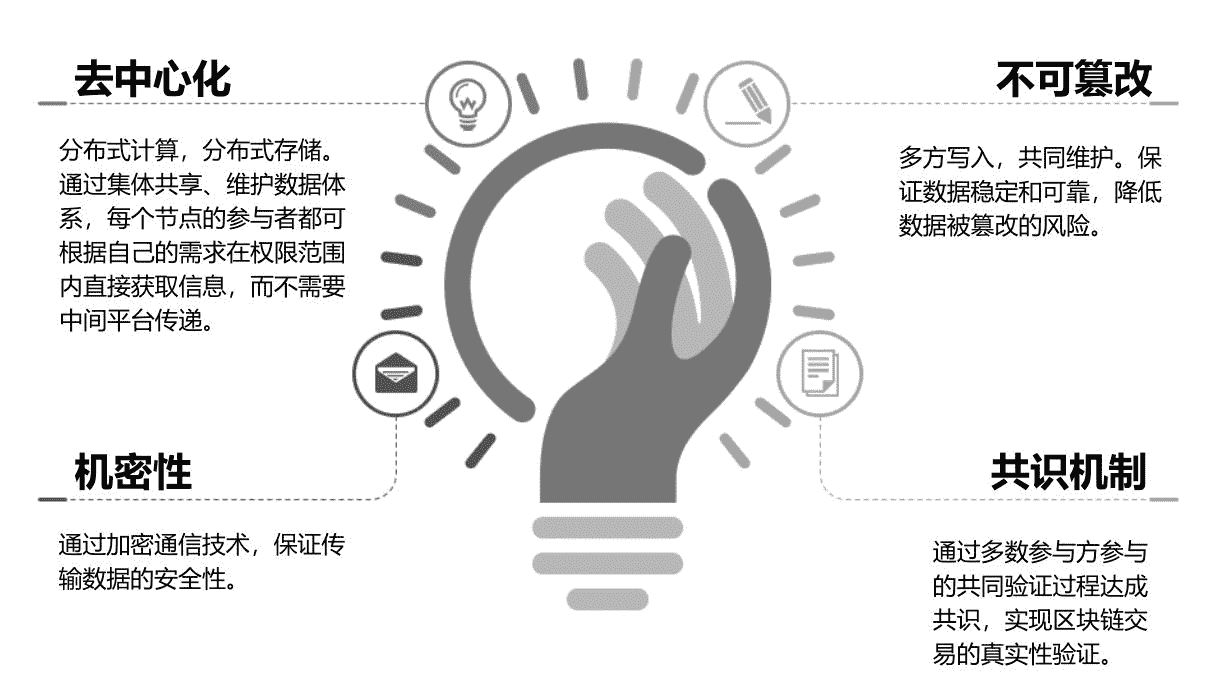 去中心化
分布式计算，分布式存储。
通过集体共享、维护数据体
系，每个节点的参与者都可
根据自己的需求在权限范围
内直接获取信息，而不需要
中间平台传递。
不可篡改
多方写入，共同维护。保
证数据稳定和可靠，降低
数据被篡改的风险。
机密性
通过加密通信技术，保证传
输数据的安全性。
共识机制
通过多数参与方参与
的共同验证过程达成
共识，实现区块链交
易的真实性验证。